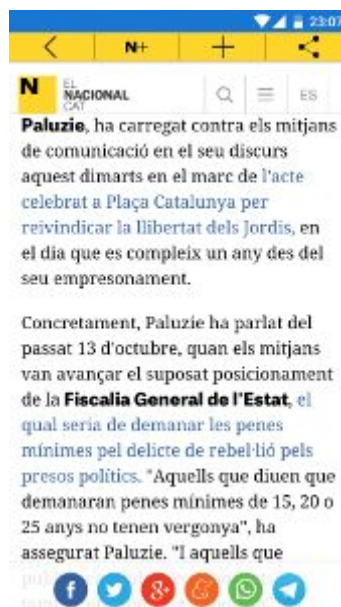 23:07
N+
N EL
NACIONAL
CAT
ES
Paluzie, ha carregat contra els mitjans
de comunicació en el seu discurs
aquest dimarts en el marc de l'acte
celebrat a Plaça Catalunya per
reivindicar la llibertat dels Jordis, en
el dia que es compleix un any des del
seu empresonament.
Concretament, Paluzie ha parlat del
passat 13 d'octubre, quan els mitjans
van avançar el suposat posicionament
de la Fiscalia General de l'Estat, el
qual seria de demanar les penes
mínimes pel delicte de rebel·lió pels
presos polítics. "Aquells que diuen que
demanaran penes mínimes de 15, 20 o
25 anys no tenen vergonya", ha
assegurat Paluzie. "I aquells que